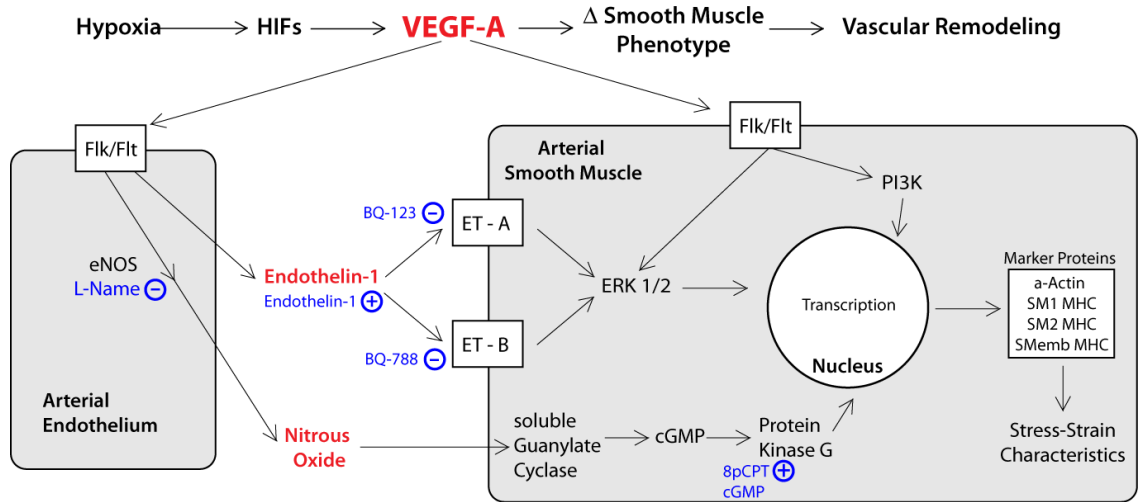 Hypoxia
HIFs
VEGF-A
Δ Smooth Muscle
Phenotype
Vascular Remodeling
Flk/Flt
Flk/Flt
Arterial
Smooth Muscle
PI3K
BQ-123 −
ET - A
eNOS
L-Name −
Endothelin-1
Endothelin-1 +
ERK 1/2
Transcription
Nucleus
Marker Proteins
a-Actin
SM1 MHC
SM2 MHC
SMemb MHC
BQ-788 −
ET - B
Arterial
Endothelium
Nitrous
Oxide
soluble
Guanylate
Cyclase
cGMP
Protein
Kinase G
8pCPT +
cGMP
Stress-Strain
Characteristics